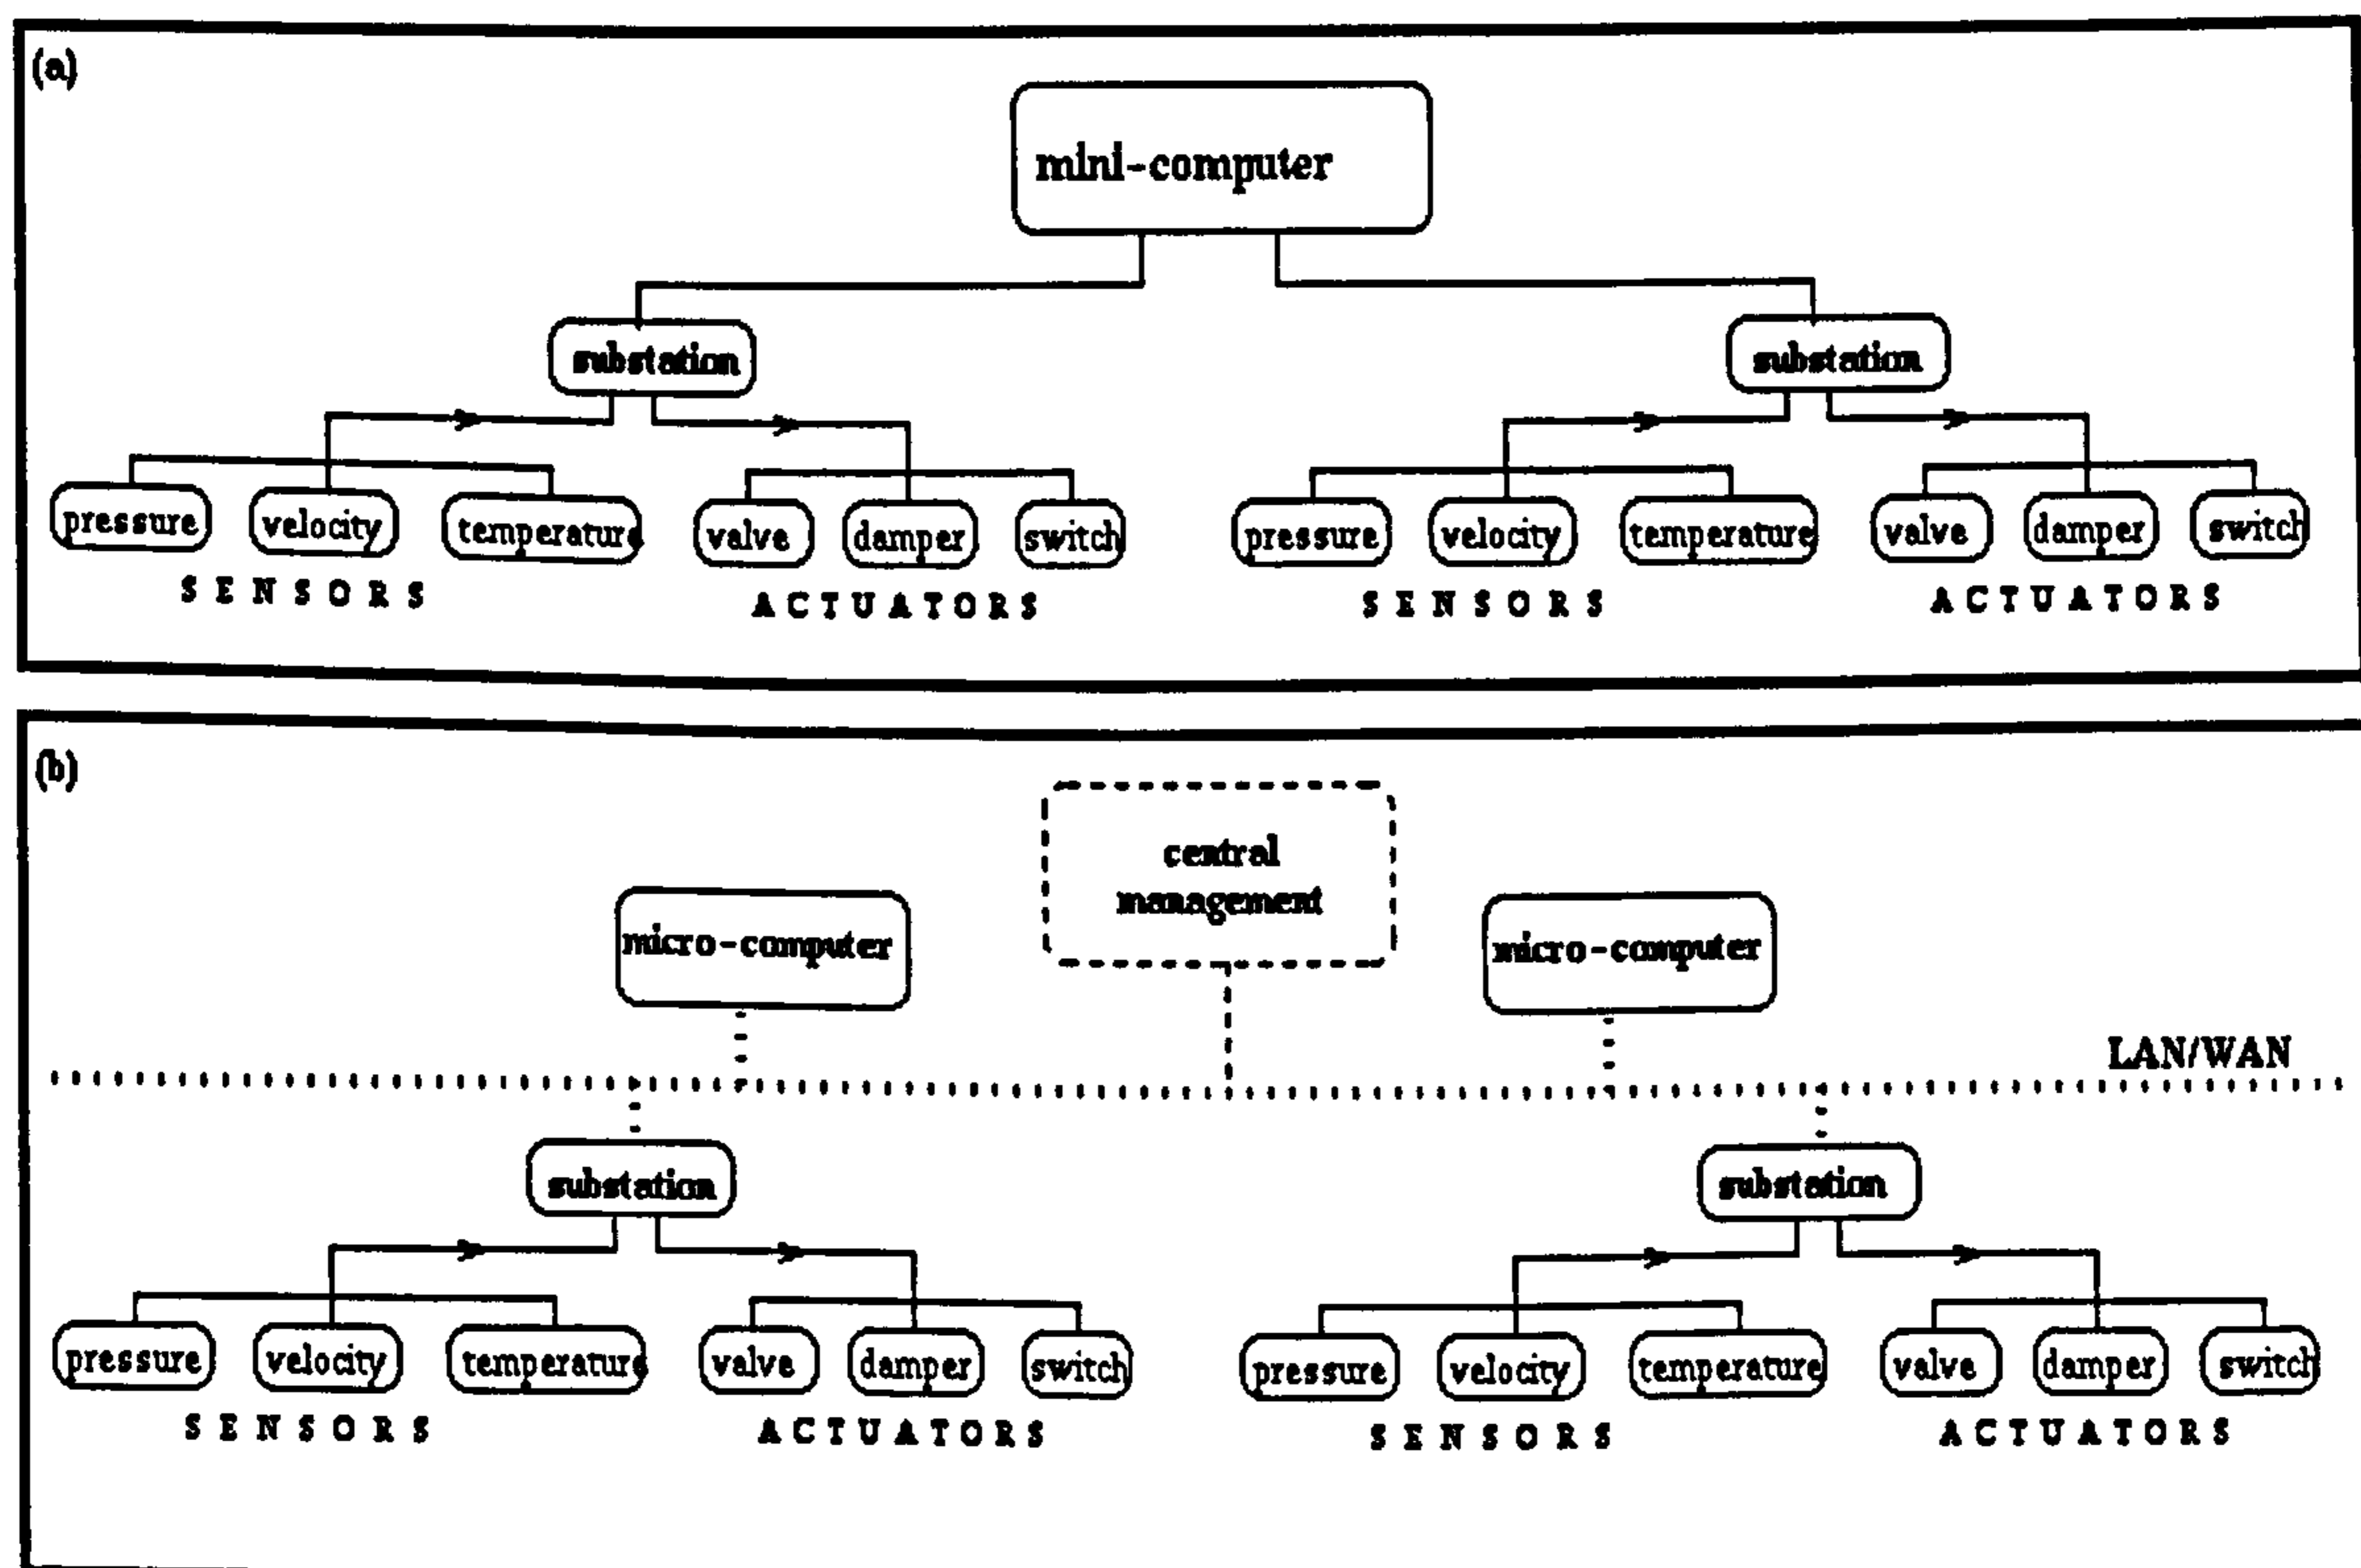 (a)
mini-computer
substation
substation
pressure velocity temperature valve damper switch pressure velocity temperature valve damper switch
SENSORS ACTUATORS SENSORS ACTUATORS
(b)
central
management
micro-computer
micro-computer
LAN/WAN
substation
substation
pressure velocity temperature valve damper switch pressure velocity temperature valve damper switch
SENSORS ACTUATORS SENSORS ACTUATORS